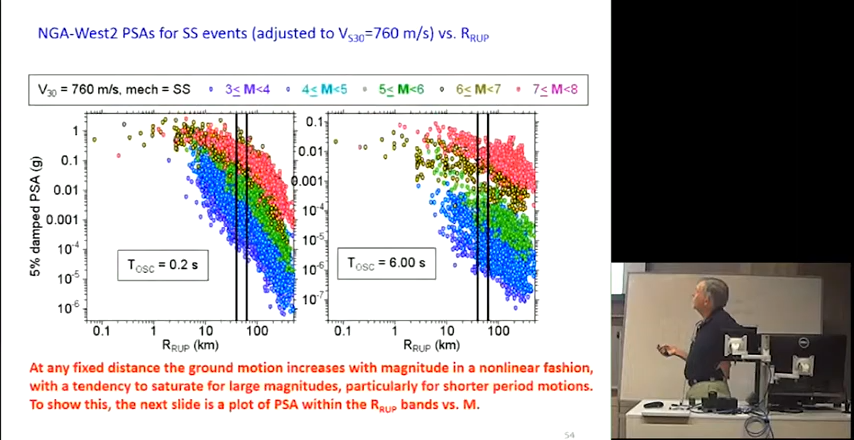 NGA-West2 PSAs for SS events (adjusted to VS30=760 m/s) vs. RRUP
V30 = 760 m/s, mech = SS 3≤ M<4 4≤ M<5 5≤ M<6 6≤ M<7 7≤ M<8
5% damped PSA (g)
1
0.1
0.01
0.001
10-4
10-5
10-6
TOSC = 0.2 s
0.1 1 10 100
RRUP (km)
0.1
0.01
0.001
10-4
10-5
10-6
10-7
TOSC = 6.00 s
0.1 1 10 100
RRUP (km)
At any fixed distance the ground motion increases with magnitude in a nonlinear fashion,
with a tendency to saturate for large magnitudes, particularly for shorter period motions.
To show this, the next slide is a plot of PSA within the RRUP bands vs. M.
54